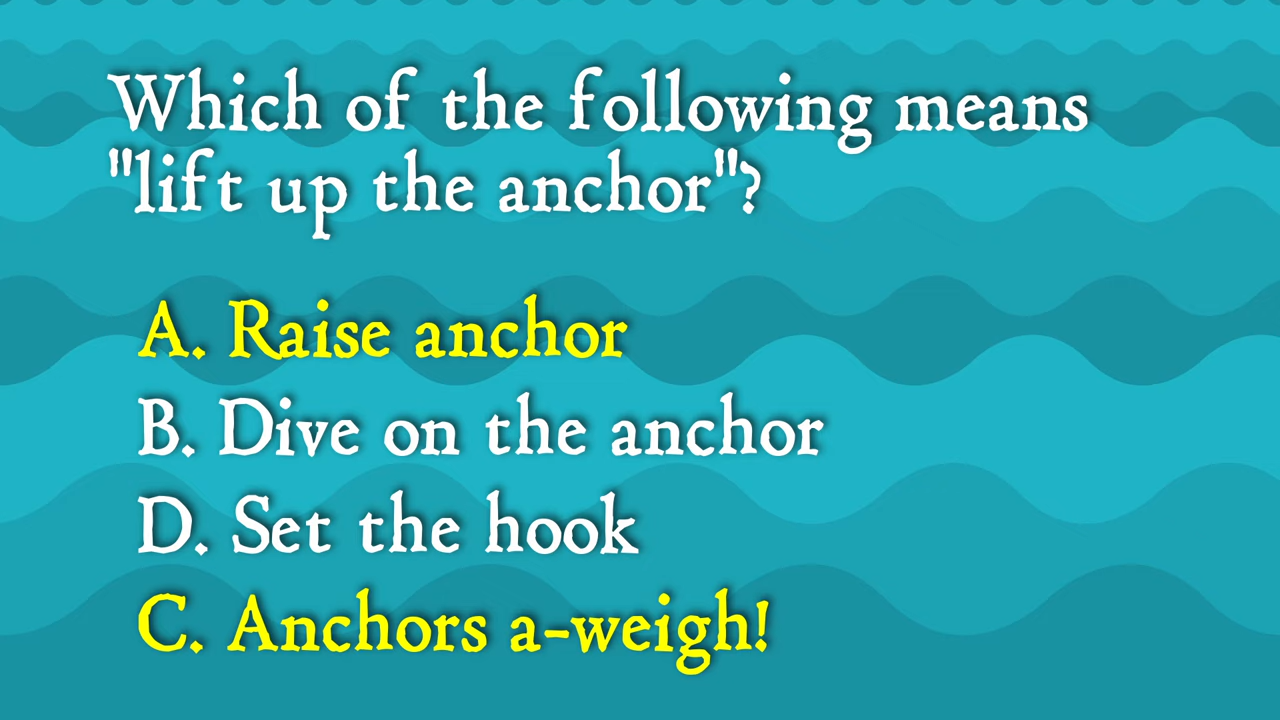 Which of the following means
"lift up the anchor"?
A. Raise anchor
B. Dive on the anchor
D. Set the hook
C. Anchors a-weigh!